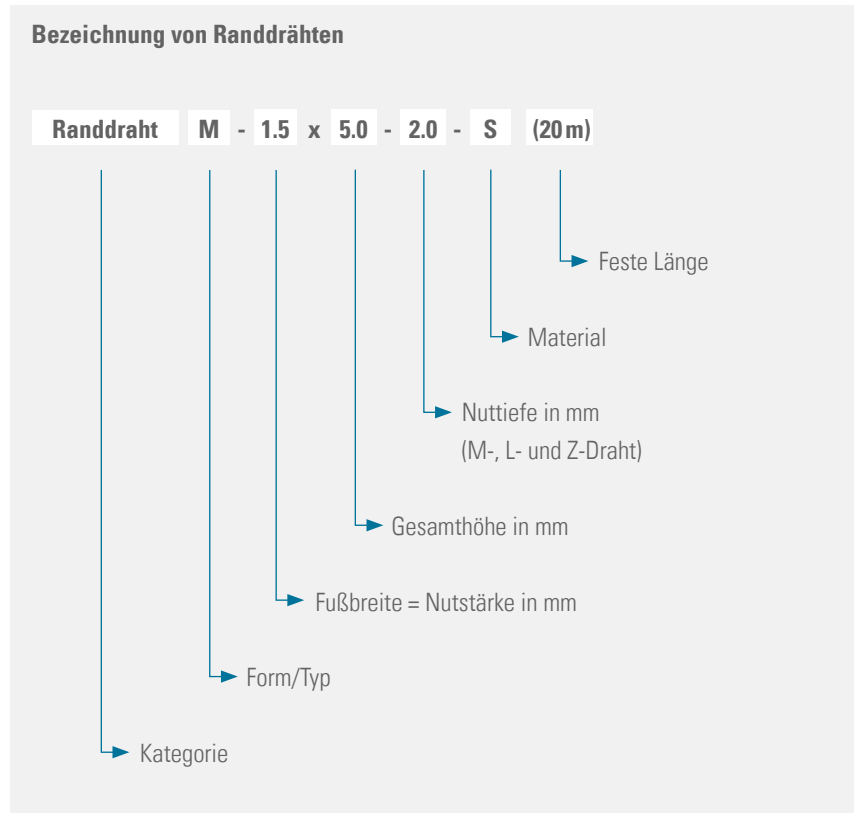 Bezeichnung von Randdrähten
Randdraht M - 1.5 x 5.0 - 2.0 - S (20 m)
Feste Länge
Material
Nuttiefe in mm
(M-, L- und Z-Draht)
Gesamthöhe in mm
Fußbreite = Nutstärke in mm
Form/Typ
Kategorie